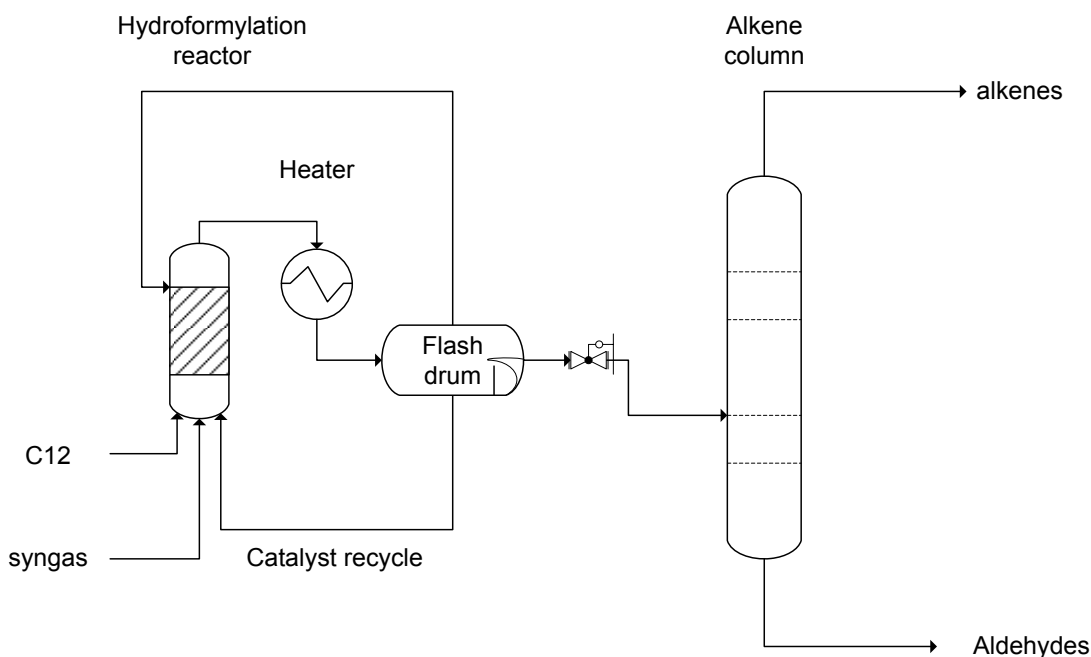 Hydroformylation
reactor
Alkene
column
alkenes
Heater
Flash
drum
C12
syngas
Catalyst recycle
Aldehydes